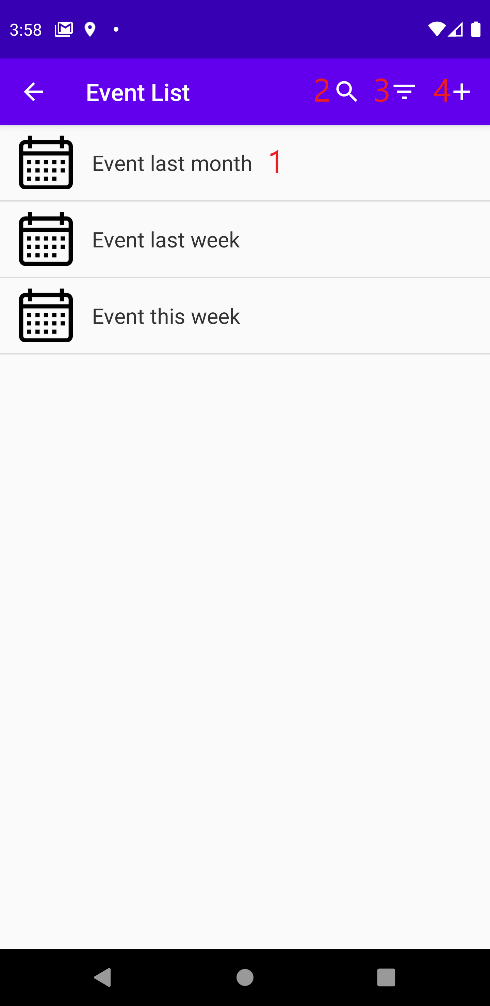 3:58
Event List 2 3 4
Event last month 1
Event last week
Event this week